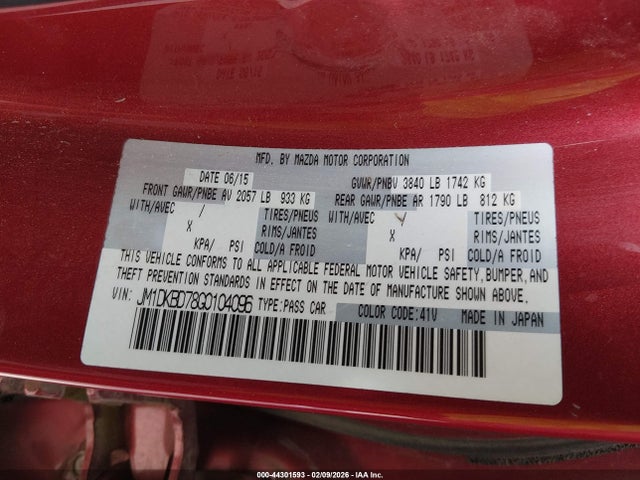 MFD. BY MAZDA MOTOR CORPORATION
DATE 06/15 GVWR/PNBV 3840 LB 1742 KG
FRONT GAWR/PNBE AV 2057 LB 933 KG REAR GAWR/PNBE AR 1790 LB 812 KG
WITH/AVEC / TIRES/PNEUS WITH/AVEC / TIRES/PNEUS
X RIMS/JANTES X RIMS/JANTES
KPA/ PSI COLD/A FROID KPA/ PSI COLD/A FROID
THIS VEHICLE CONFORMS TO ALL APPLICABLE FEDERAL MOTOR VEHICLE SAFETY, BUMPER, AND
THEFT PREVENTION STANDARDS IN EFFECT ON THE DATE OF MANUFACTURE SHOWN ABOVE.
VIN: JM1DKBD78G0104096 TYPE:PASS CAR COLOR CODE:41V MADE IN JAPAN
000-44301593 - 02/09/2026 - IAA Inc.